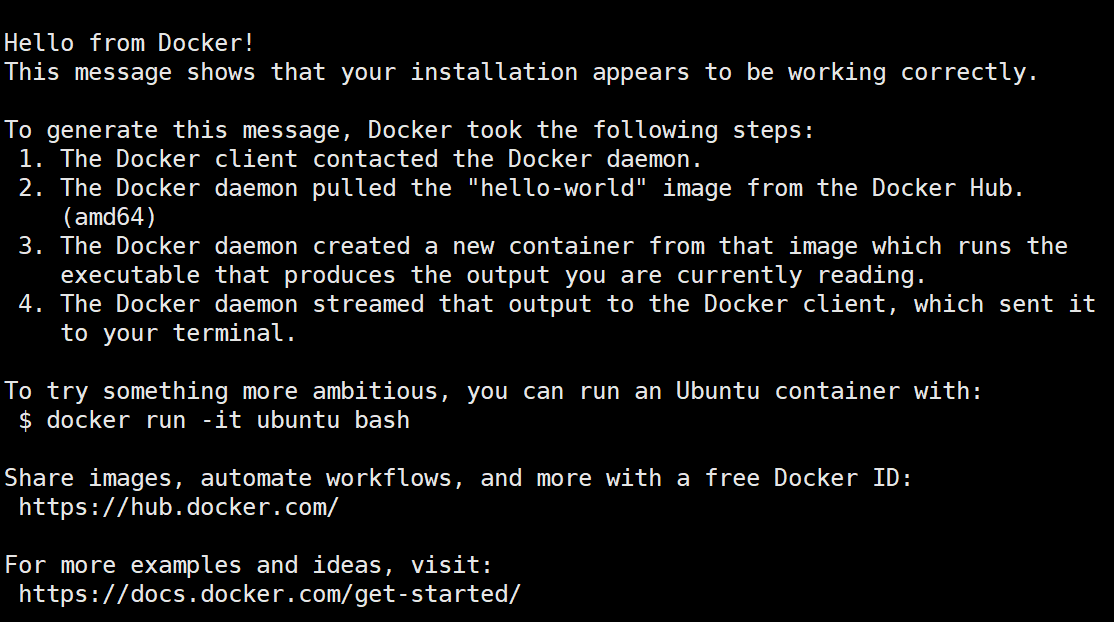 Hello from Docker!
This message shows that your installation appears to be working correctly.
To generate this message, Docker took the following steps:
1. The Docker client contacted the Docker daemon.
2. The Docker daemon pulled the "hello-world" image from the Docker Hub.
(amd64)
3. The Docker daemon created a new container from that image which runs the
executable that produces the output you are currently reading.
4. The Docker daemon streamed that output to the Docker client, which sent it
to your terminal.
To try something more ambitious, you can run an Ubuntu container with:
$ docker run -it ubuntu bash
Share images, automate workflows, and more with a free Docker ID:
https://hub.docker.com/
For more examples and ideas, visit:
https://docs.docker.com/get-started/